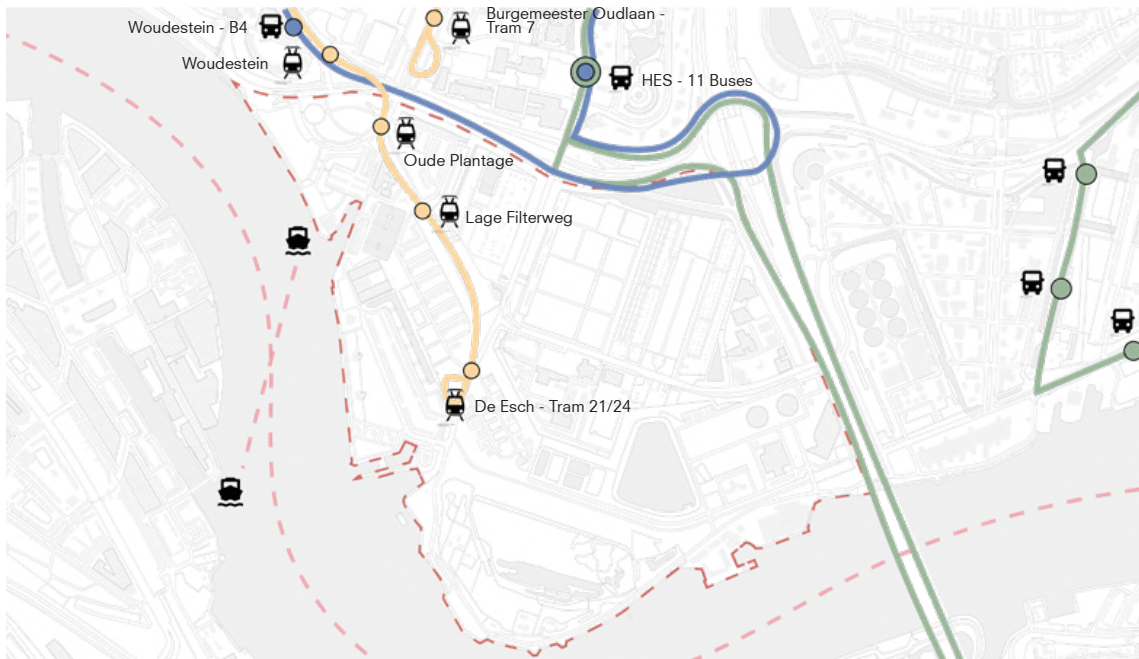 Burgemeester Oudlaan -
Tram 7
Woudestein - B4
Woudestein
HES - 11 Buses
Oude Plantage
Lage Filterweg
De Esch - Tram 21/24